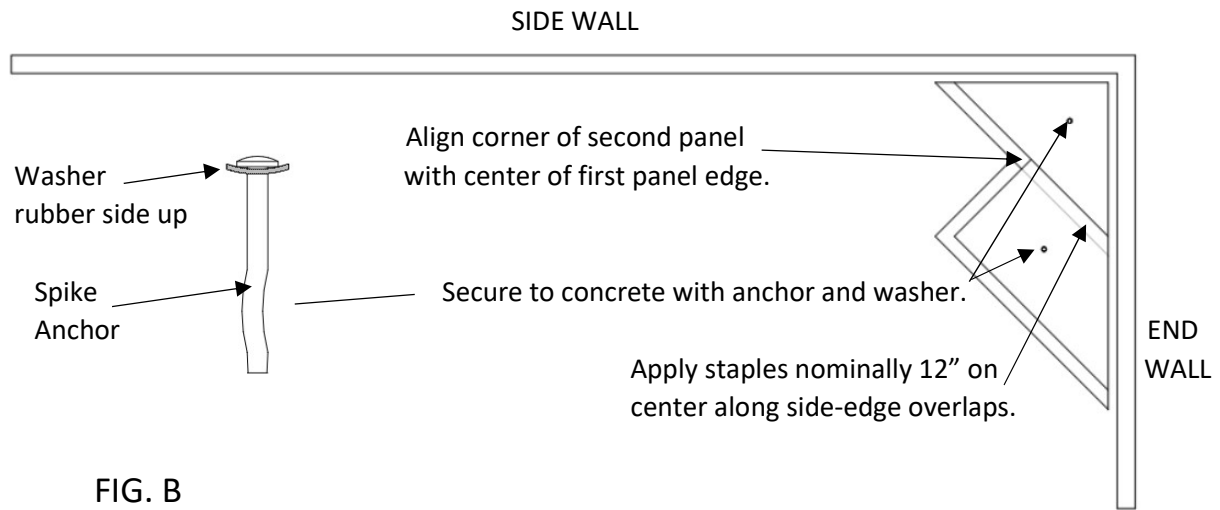 SIDE WALL
Align corner of second panel
with center of first panel edge.
Washer
rubber side up
Spike
Anchor
Secure to concrete with anchor and washer.
END
WALL
Apply staples nominally 12” on
center along side-edge overlaps.
FIG. B